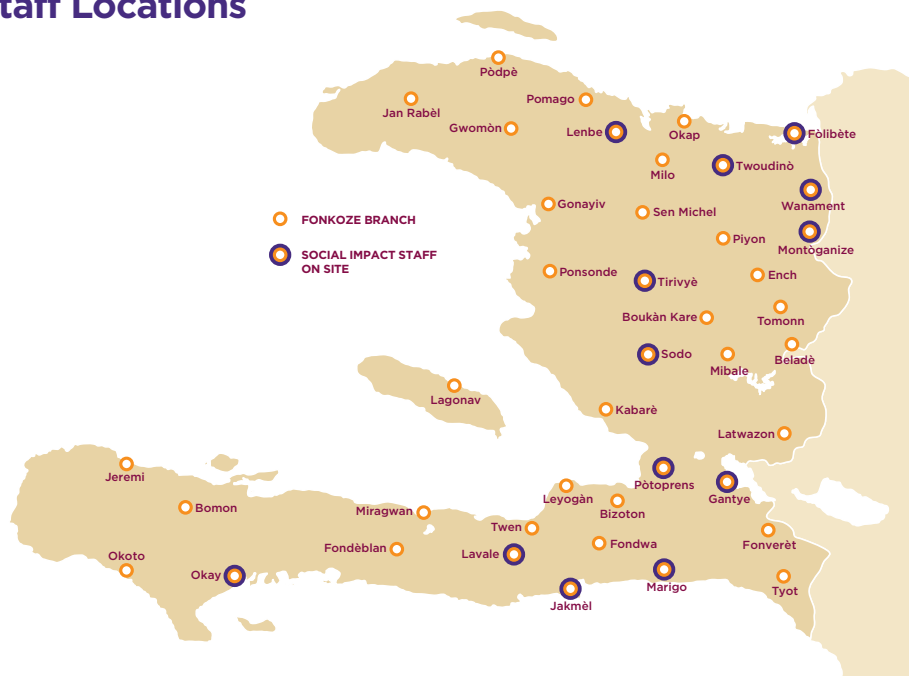 taff Locations
Pòdpè
Jan Rabèl
Pomago
Gwomòn
Lenbe
Okap
Fòlibète
Milo
Twoudinò
Wanament
Gonayiv
Sen Michel
FONKOZE BRANCH
Piyon
Montòganize
SOCIAL IMPACT STAFF
ON SITE
Ponsonde
Tirivyè
Ench
Boukàn Kare
Tomonn
Sodo
Mibale
Beladè
Lagonav
Kabarè
Latwazon
Jeremi
Pòtoprens
Gantye
Bomon
Miragwan
Leyogàn
Bizoton
Twen
Fonverèt
Okoto
Fondèblan
Lavale
Fondwa
Okay
Marigo
Tyot
Jakmèl